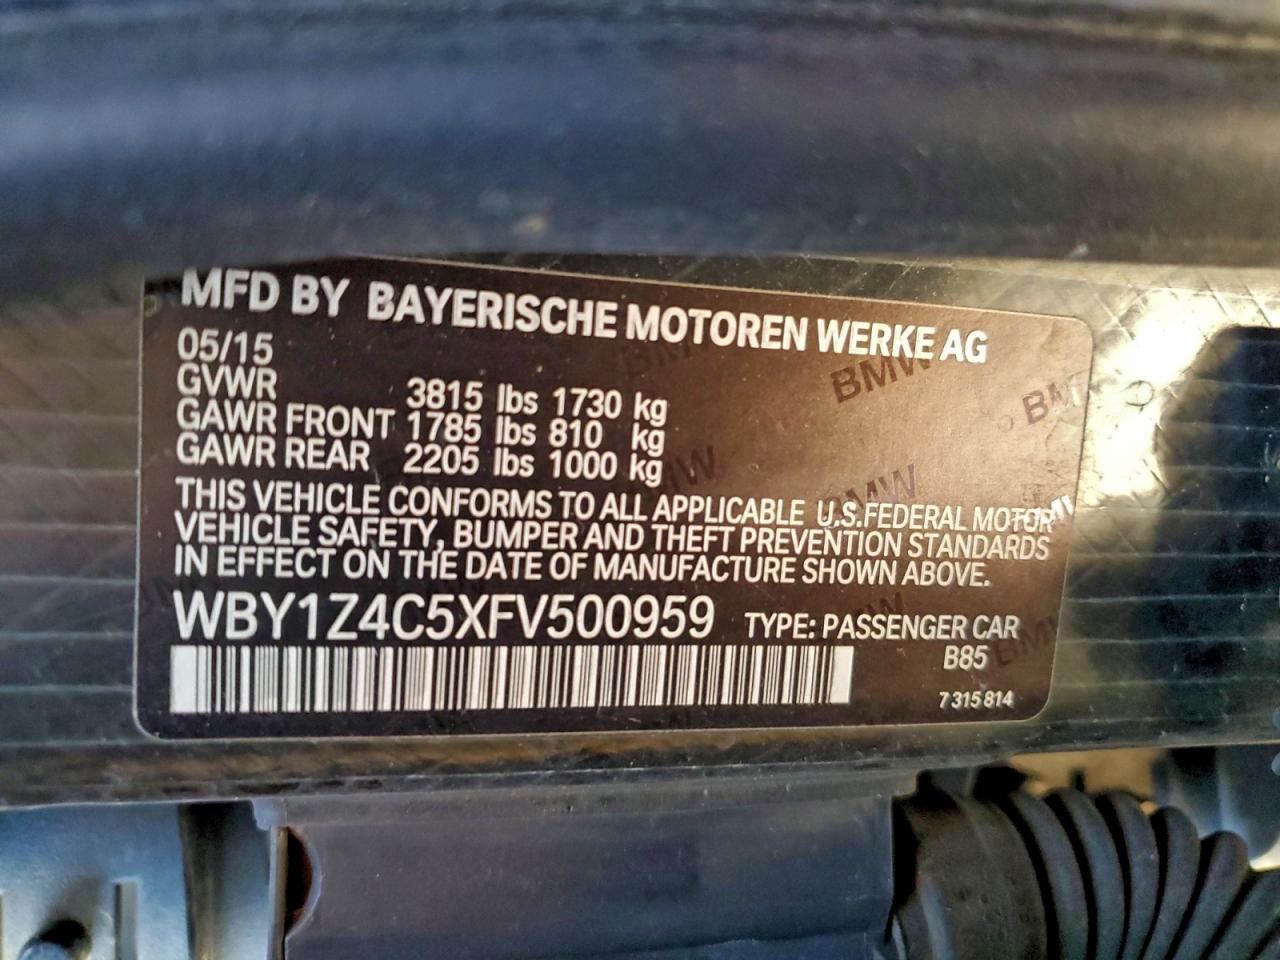 MFD BY BAYERISCHE MOTOREN WERKE AG
05/15
GVWR 3815 lbs 1730 kg
GAWR FRONT 1785 lbs 810 kg
GAWR REAR 2205 lbs 1000 kg
THIS VEHICLE CONFORMS TO ALL APPLICABLE U.S.FEDERAL MOTOR
VEHICLE SAFETY, BUMPER AND THEFT PREVENTION STANDARDS
IN EFFECT ON THE DATE OF MANUFACTURE SHOWN ABOVE.
WBY1Z4C5XFV500959 TYPE: PASSENGER CAR
B85
7 315 814
BMW
BMW
BMW